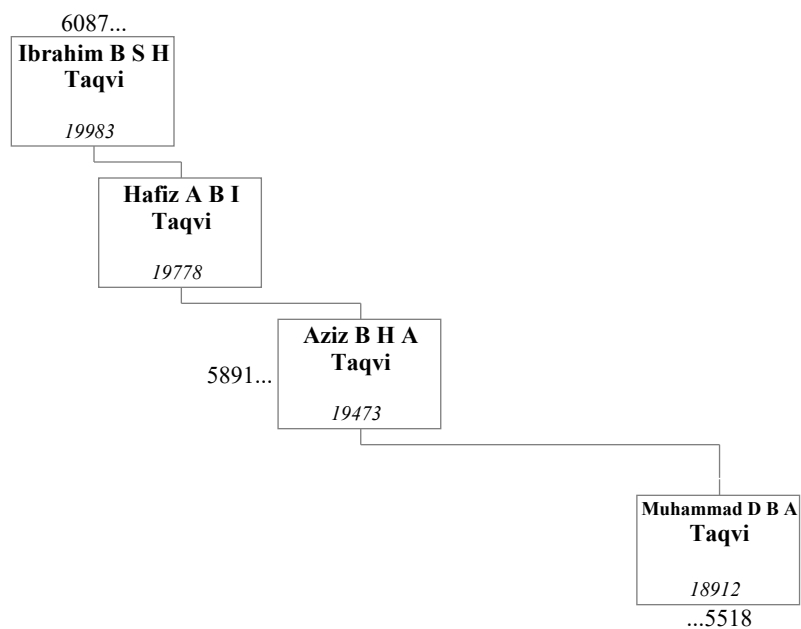 6087...
Ibrahim B S H
Taqvi
19983
Hafiz A B I
Taqvi
19778
Aziz B H A
Taqvi
5891...
19473
Muhammad D B A
Taqvi
18912
...5518